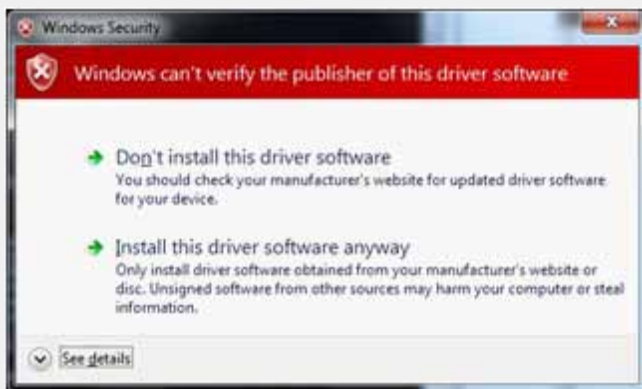 Windows Security
Windows can't verify the publisher of this driver software
Don't install this driver software
You should check your manufacturer's website for updated driver software
for your device.
Install this driver software anyway
Only install driver software obtained from your manufacturer's website or
disc. Unsigned software from other sources may harm your computer or steal
information.
See details